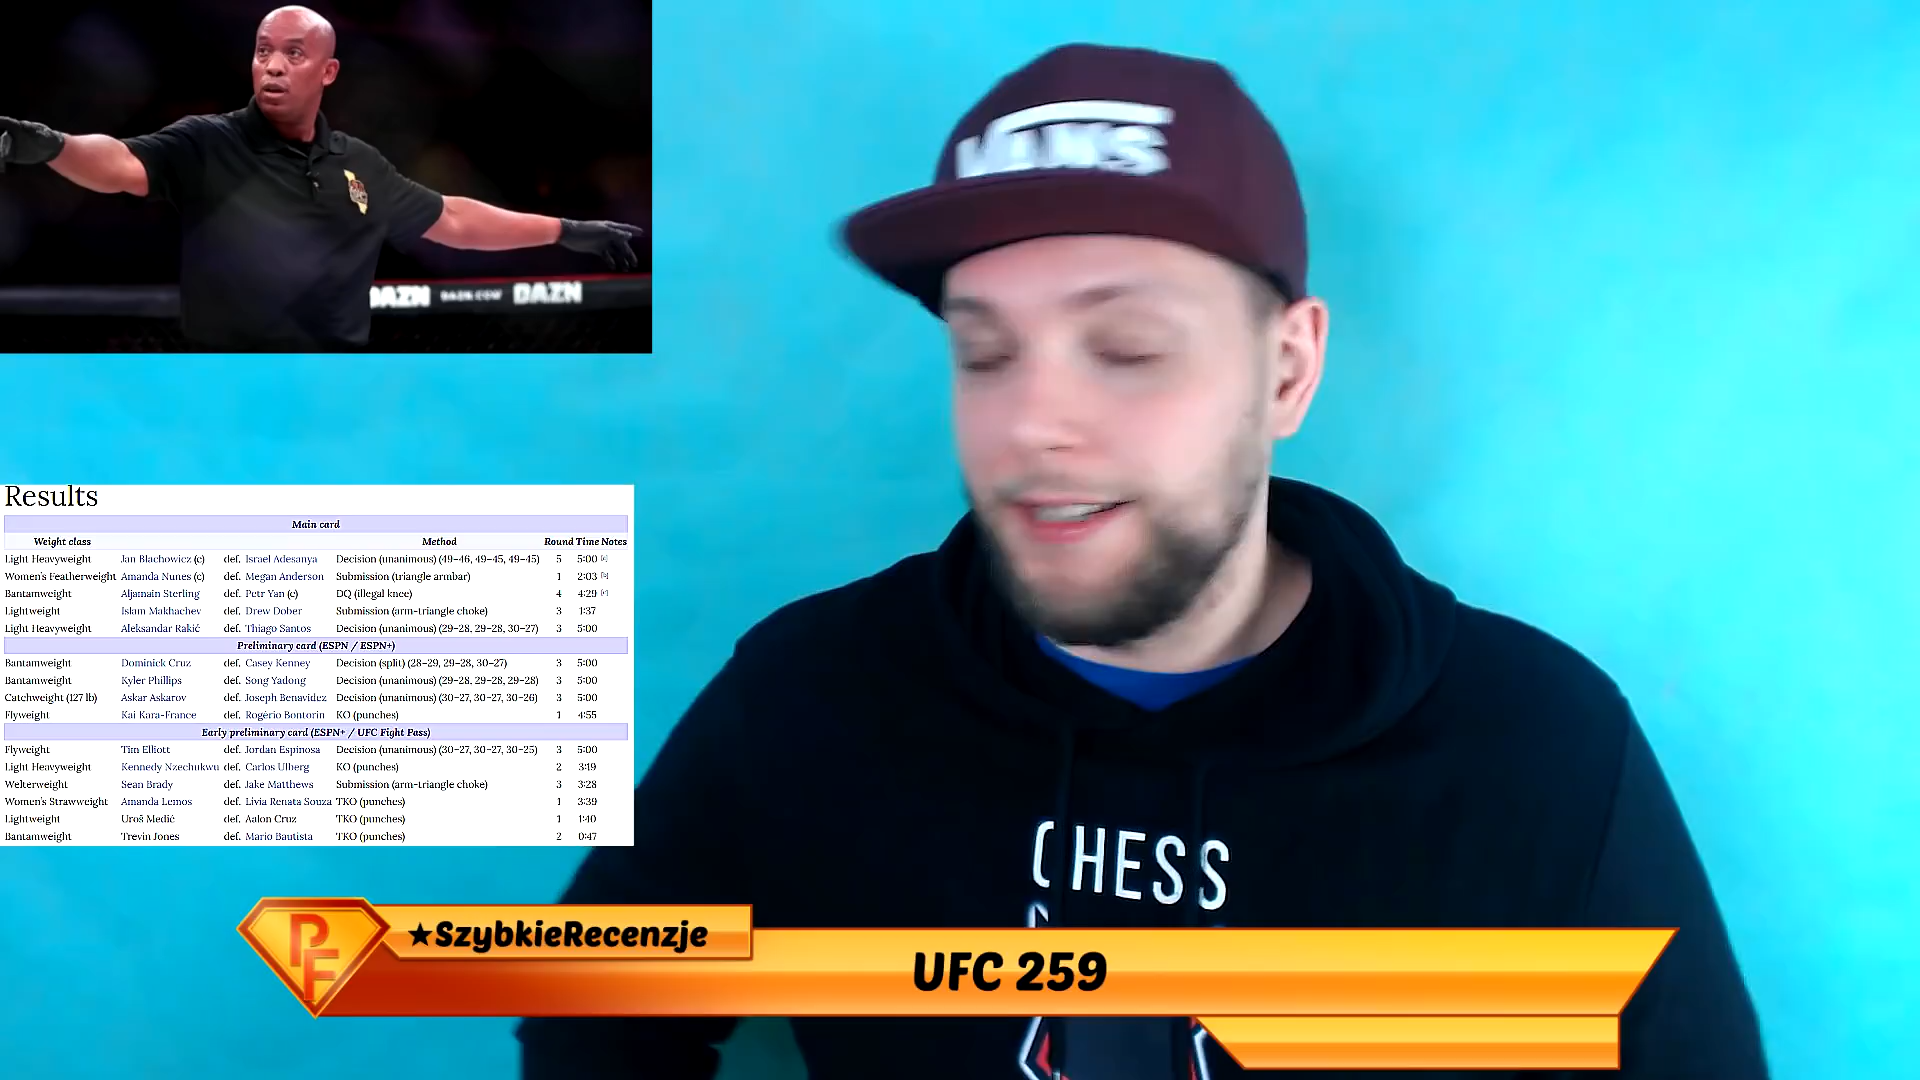 DAZN DAZN.COM DAZN
VANS
Results
Main card
Weight class Method Round Time Notes
Light Heavyweight Jan Błachowicz (c) def. Israel Adesanya Decision (unanimous) (49–46, 49–45, 49–45) 5 5:00
Women's Featherweight Amanda Nunes (c) def. Megan Anderson Submission (triangle armbar) 1 2:03
Bantamweight Aljamain Sterling def. Petr Yan (c) DQ (illegal knee) 4 4:29
Lightweight Islam Makhachev def. Drew Dober Submission (arm-triangle choke) 3 1:37
Light Heavyweight Aleksandar Rakić def. Thiago Santos Decision (unanimous) (29–28, 29–28, 30–27) 3 5:00
Preliminary card (ESPN / ESPN+)
Bantamweight Dominick Cruz def. Casey Kenney Decision (split) (28–29, 29–28, 30–27) 3 5:00
Bantamweight Kyler Phillips def. Song Yadong Decision (unanimous) (29–28, 29–28, 29–28) 3 5:00
Catchweight (127 lb) Askar Askarov def. Joseph Benavidez Decision (unanimous) (30–27, 30–27, 30–26) 3 5:00
Flyweight Kai Kara-France def. Rogério Bontorin KO (punches) 1 4:55
Early preliminary card (ESPN+ / UFC Fight Pass)
Flyweight Tim Elliott def. Jordan Espinosa Decision (unanimous) (30–27, 30–27, 30–25) 3 5:00
Light Heavyweight Kennedy Nzechukwu def. Carlos Ulberg KO (punches) 2 3:19
Welterweight Sean Brady def. Jake Matthews Submission (arm-triangle choke) 3 3:28
Women's Strawweight Amanda Lemos def. Livia Renata Souza TKO (punches) 1 3:39
Lightweight Uroš Medić def. Aalon Cruz TKO (punches) 1 1:40
Bantamweight Trevin Jones def. Mario Bautista TKO (punches) 2 0:47
CHESS
PF
★SzybkieRecenzje
UFC 259